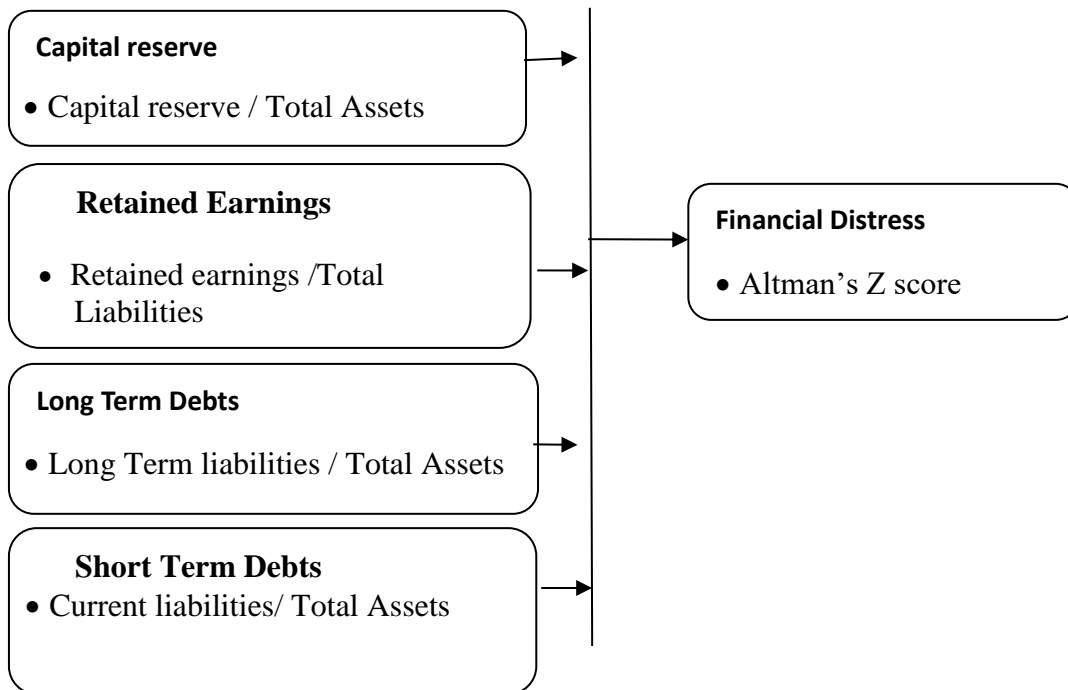 Capital reserve
• Capital reserve / Total Assets
Retained Earnings
• Retained earnings /Total
Liabilities
Long Term Debts
• Long Term liabilities / Total Assets
Short Term Debts
• Current liabilities/ Total Assets
Financial Distress
• Altman’s Z score